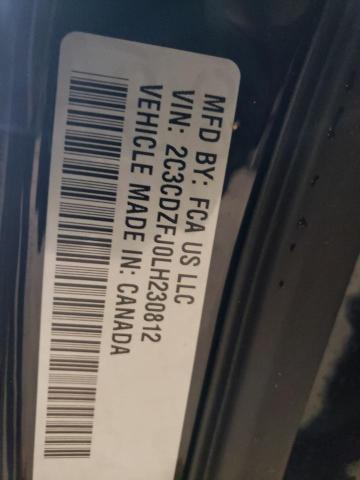 MFD BY: FCA US LLC
VIN: 2C3CDZFJ0LH230812
VEHICLE MADE IN: CANADA